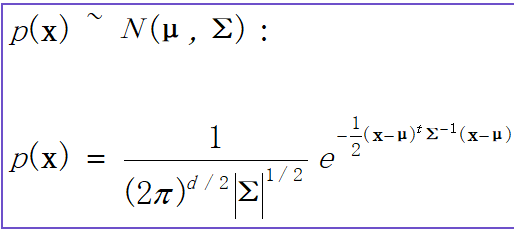 p(x) ~ N(μ , Σ) :
p(x) = 1 / ((2π)^{d/2} |Σ|^{1/2}) e^{-1/2 (x-μ)^t Σ^{-1} (x-μ)}